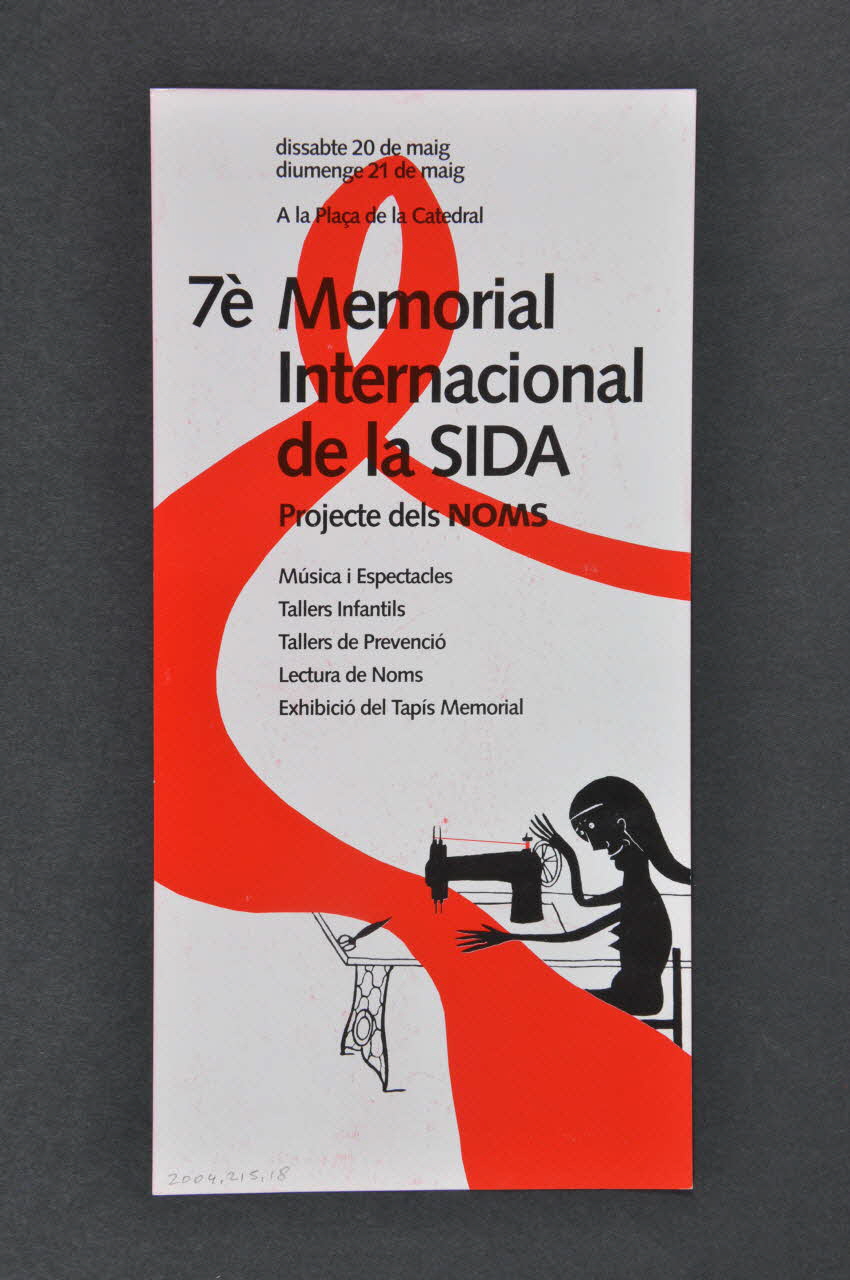 dissabte 20 de maig
diumenge 21 de maig
A la Plaça de la Catedral
7è Memorial
Internacional
de la SIDA
Projecte dels NOMS
Música i Espectacles
Tallers Infantils
Tallers de Prevenció
Lectura de Noms
Exhibició del Tapís Memorial
2004.215.18